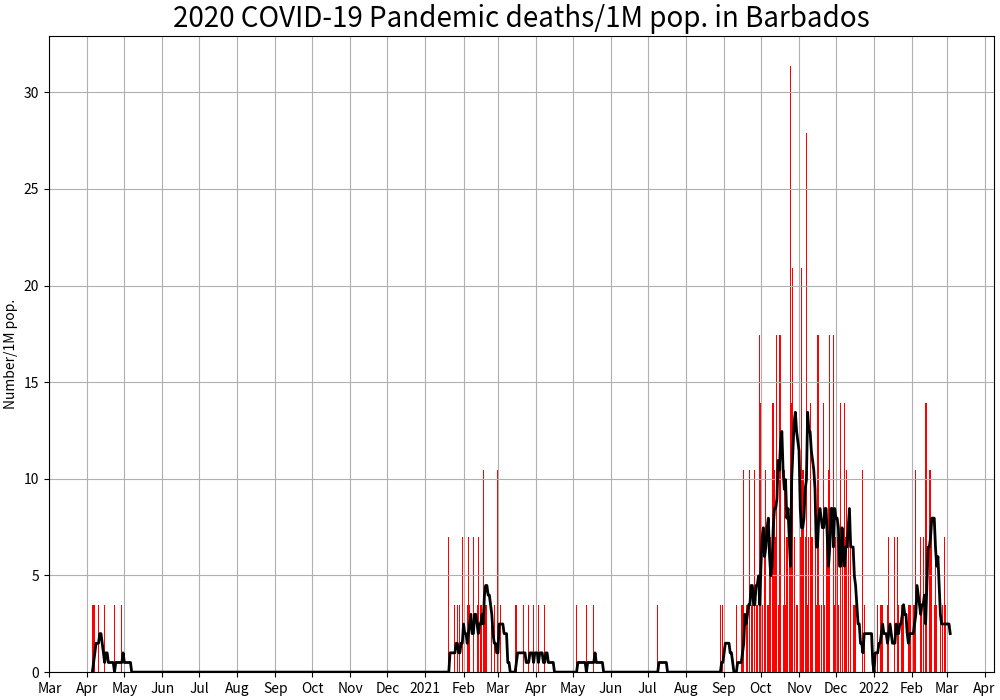 2020 COVID-19 Pandemic deaths/1M pop. in Barbados
Number/1M pop.
30
25
20
15
10
5
0
Mar Apr May Jun Jul Aug Sep Oct Nov Dec 2021 Feb Mar Apr May Jun Jul Aug Sep Oct Nov Dec 2022 Feb Mar Apr